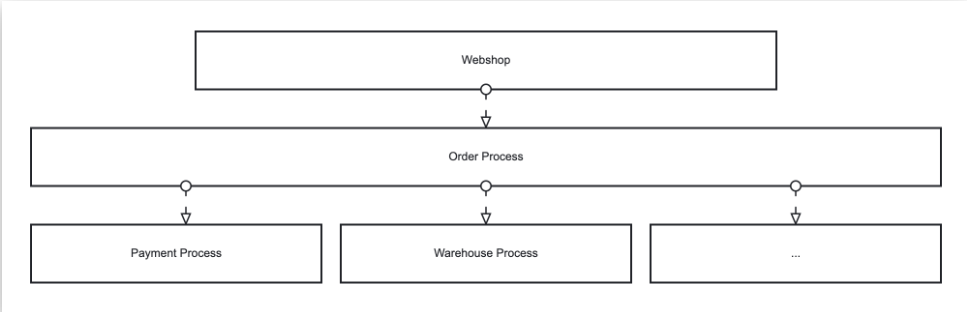 Webshop
Order Process
Payment Process
Warehouse Process
...